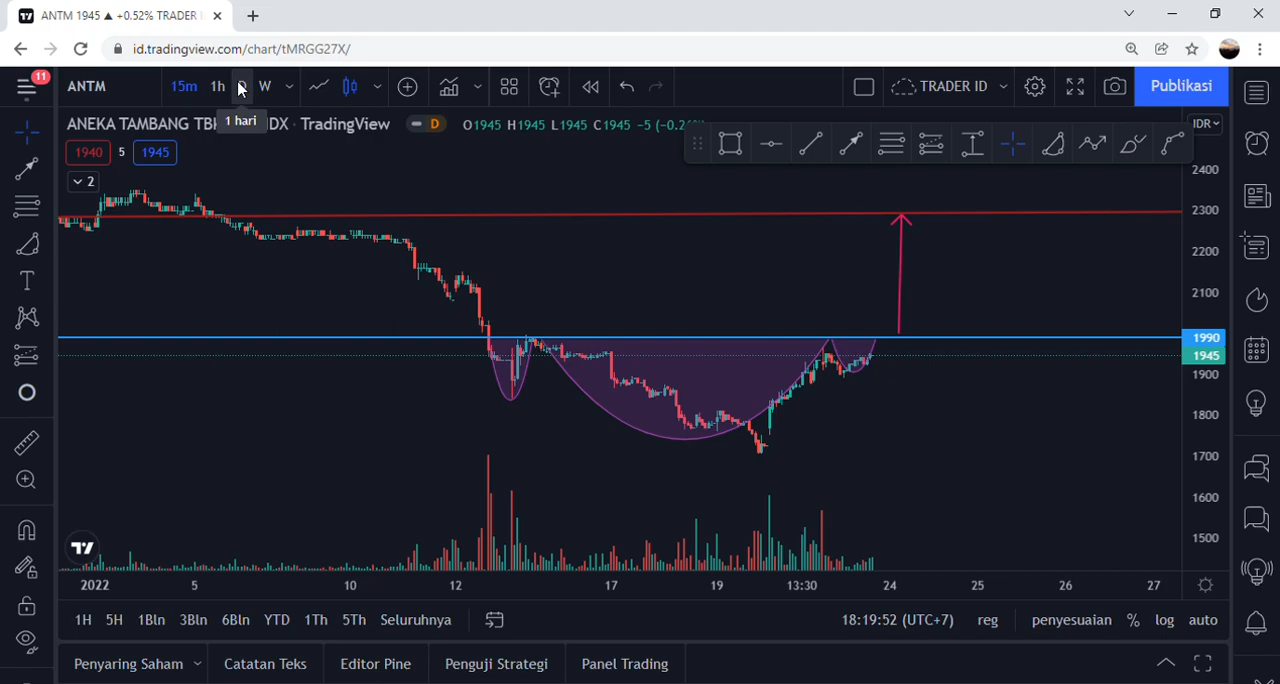 ANTM 1945 ▲ +0.52% TRADER
id.tradingview.com/chart/tMRGG27X/
11
ANTM
15m 1h D W
TRADER ID
Publikasi
1 hari
ANEKA TAMBANG TBK DX · TradingView
D
O1945 H1945 L1945 C1945 -5 (-0.2
IDR
1940 5 1945
2
2400
2300
2200
2100
1990
1945
1900
1800
1700
1600
1500
2022 5 10 12 17 19 13:30 24 25 26 27
1H 5H 1Bln 3Bln 6Bln YTD 1Th 5Th Seluruhnya
18:19:52 (UTC+7) reg penyesuaian % log auto
Penyaring Saham Catatan Teks Editor Pine Penguji Strategi Panel Trading